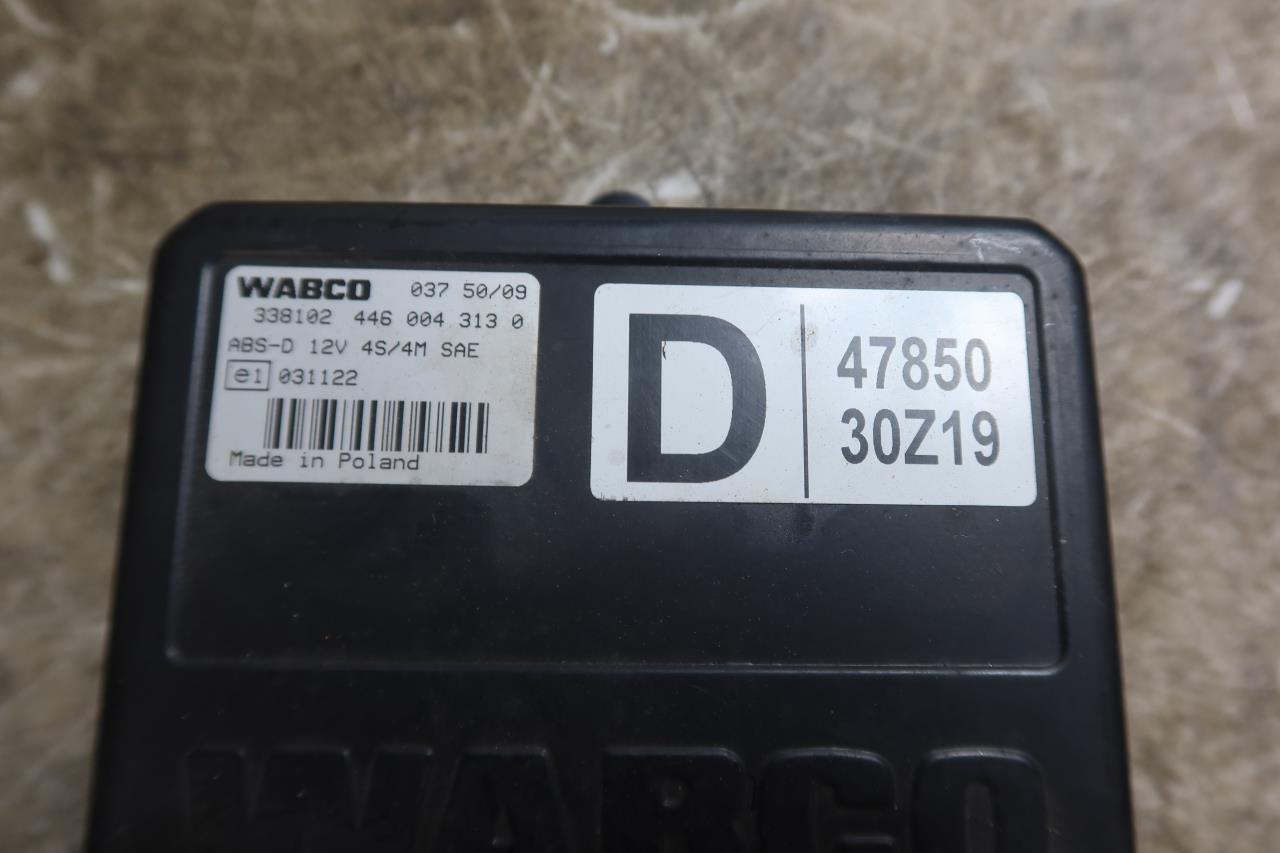 WABCO 037 50/09
338102 446 004 313 0
ABS-D 12V 4S/4M SAE
e1 031122
Made in Poland
D
47850
30Z19
WABCO